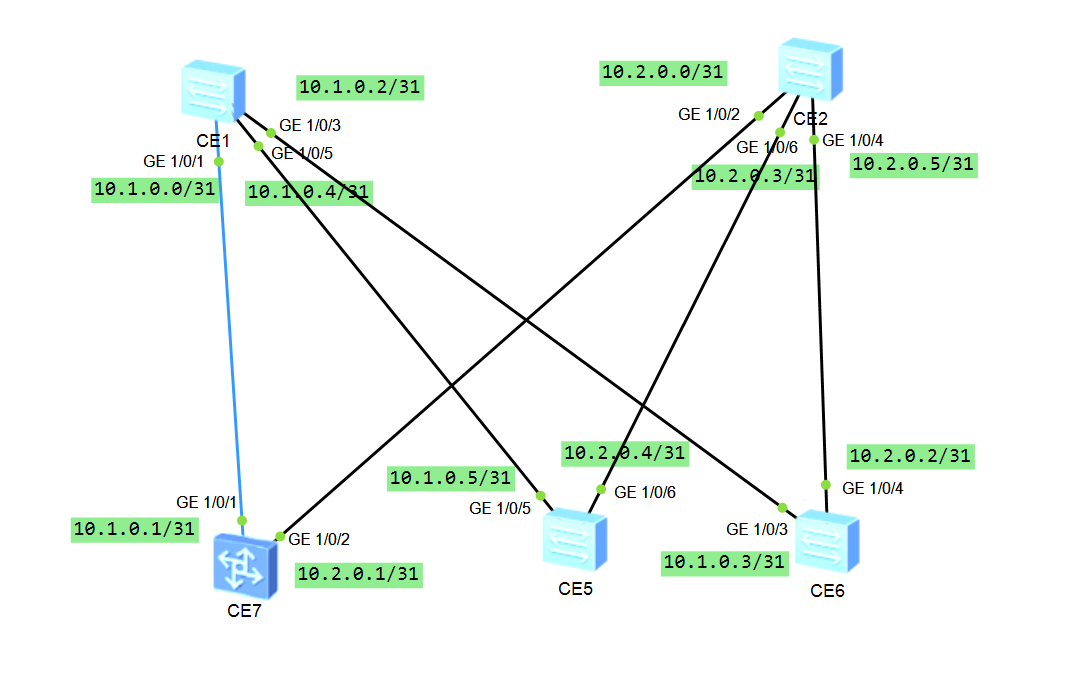 10.2.0.0/31
10.1.0.2/31
GE 1/0/2
CE2
GE 1/0/3
CE1
GE 1/0/4
GE 1/0/6
GE 1/0/5
GE 1/0/1
10.2.0.5/31
10.2.0.3/31
10.1.0.0/31
10.1.0.4/31
10.2.0.4/31
10.2.0.2/31
10.1.0.5/31
GE 1/0/4
GE 1/0/6
GE 1/0/1
GE 1/0/5
10.1.0.1/31
GE 1/0/3
GE 1/0/2
10.1.0.3/31
10.2.0.1/31
CE5
CE6
CE7